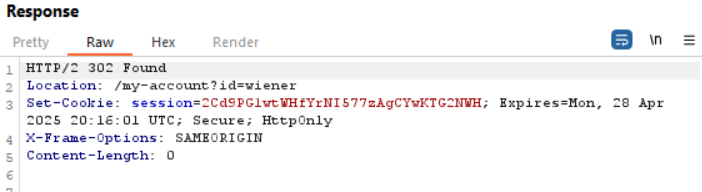 Response
Pretty Raw Hex Render \n
1 HTTP/2 302 Found
2 Location: /my-account?id=wiener
3 Set-Cookie: session=2Cd9PGlwtWHfYrNI577zAgCYwKTG2NWH; Expires=Mon, 28 Apr
2025 20:16:01 UTC; Secure; HttpOnly
4 X-Frame-Options: SAMEORIGIN
5 Content-Length: 0
6
7